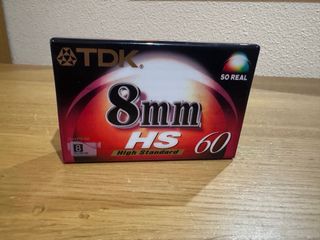 TDK
SO REAL
8mm
HS
High Standard
60
8